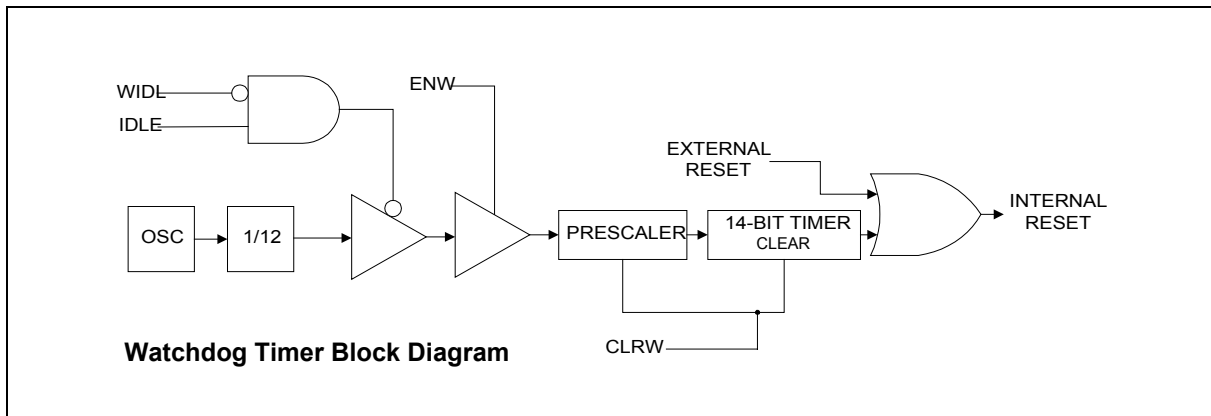 WIDL
IDLE
ENW
EXTERNAL
RESET
INTERNAL
RESET
OSC
1/12
PRESCALER
14-BIT TIMER
CLEAR
CLRW
Watchdog Timer Block Diagram